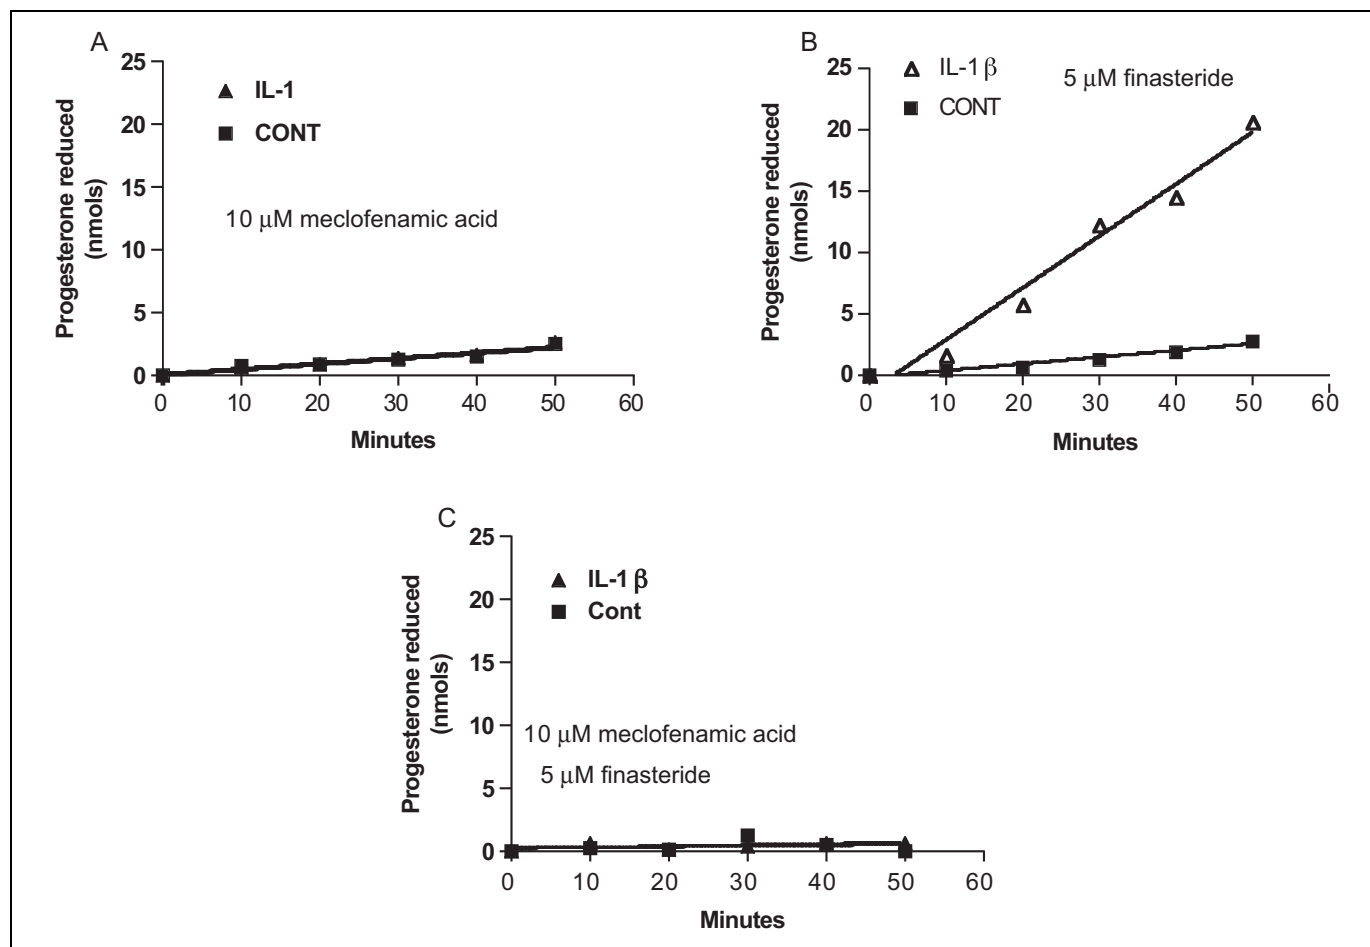 A
Progesterone reduced
(nmols)
25
20
15
10
5
0
IL-1
CONT
10 μM meclofenamic acid
0 10 20 30 40 50 60
Minutes
B
Progesterone reduced
(nmols)
25
20
15
10
5
0
IL-1 β
CONT
5 μM finasteride
0 10 20 30 40 50 60
Minutes
C
Progesterone reduced
(nmols)
25
20
15
10
5
0
IL-1 β
Cont
10 μM meclofenamic acid
5 μM finasteride
0 10 20 30 40 50 60
Minutes